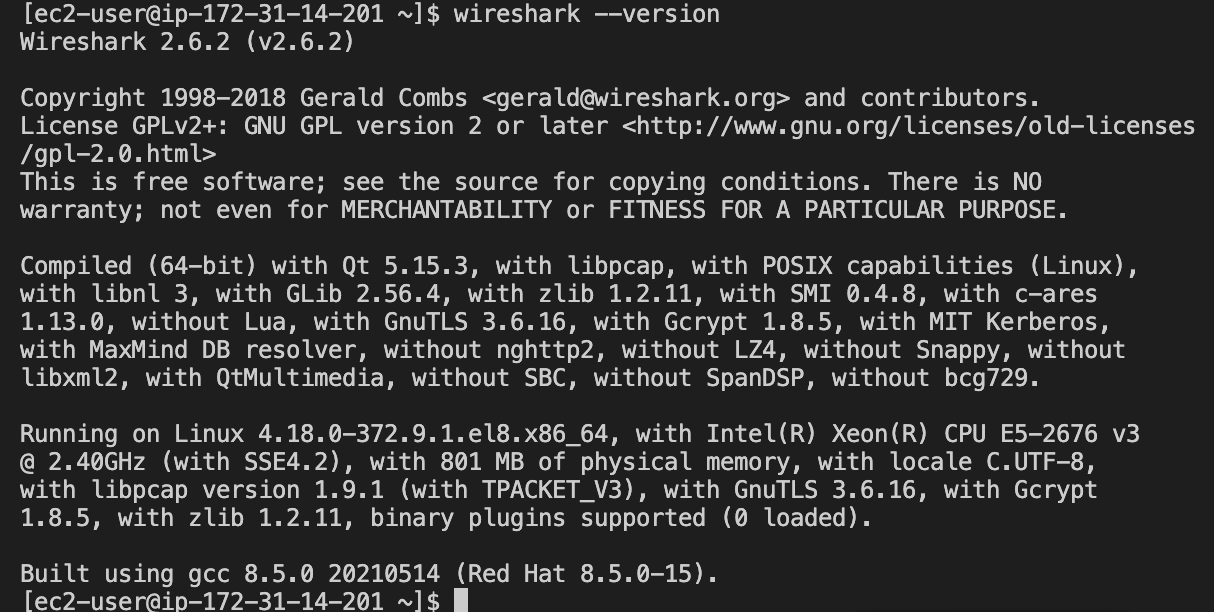 [ec2-user@ip-172-31-14-201 ~]$ wireshark --version
Wireshark 2.6.2 (v2.6.2)
Copyright 1998-2018 Gerald Combs <gerald@wireshark.org> and contributors.
License GPLv2+: GNU GPL version 2 or later <http://www.gnu.org/licenses/old-licenses
/gpl-2.0.html>
This is free software; see the source for copying conditions. There is NO
warranty; not even for MERCHANTABILITY or FITNESS FOR A PARTICULAR PURPOSE.
Compiled (64-bit) with Qt 5.15.3, with libpcap, with POSIX capabilities (Linux),
with libnl 3, with GLib 2.56.4, with zlib 1.2.11, with SMI 0.4.8, with c-ares
1.13.0, without Lua, with GnuTLS 3.6.16, with Gcrypt 1.8.5, with MIT Kerberos,
with MaxMind DB resolver, without nghttp2, without LZ4, without Snappy, without
libxml2, with QtMultimedia, without SBC, without SpanDSP, without bcg729.
Running on Linux 4.18.0-372.9.1.el8.x86_64, with Intel(R) Xeon(R) CPU E5-2676 v3
@ 2.40GHz (with SSE4.2), with 801 MB of physical memory, with locale C.UTF-8,
with libpcap version 1.9.1 (with TPACKET_V3), with GnuTLS 3.6.16, with Gcrypt
1.8.5, with zlib 1.2.11, binary plugins supported (0 loaded).
Built using gcc 8.5.0 20210514 (Red Hat 8.5.0-15).
[ec2-user@ip-172-31-14-201 ~]$